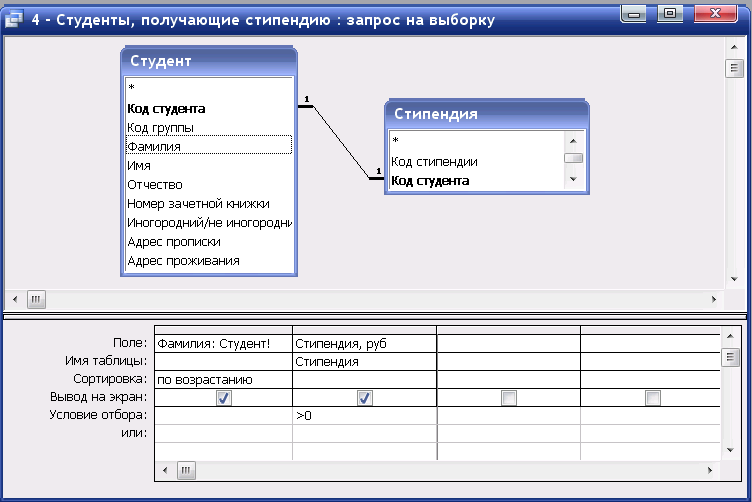 4 - Студенты, получающие стипендию : запрос на выборку
Студент
*
Код студента
Код группы
Фамилия
Имя
Отчество
Номер зачетной книжки
Иногородний/не иногородни
Адрес прописки
Адрес проживания
1
1
Стипендия
*
Код стипендии
Код студента
Поле: Фамилия: Студент! Стипендия, руб
Имя таблицы: Стипендия
Сортировка: по возрастанию
Вывод на экран:
Условие отбора: >0
или: